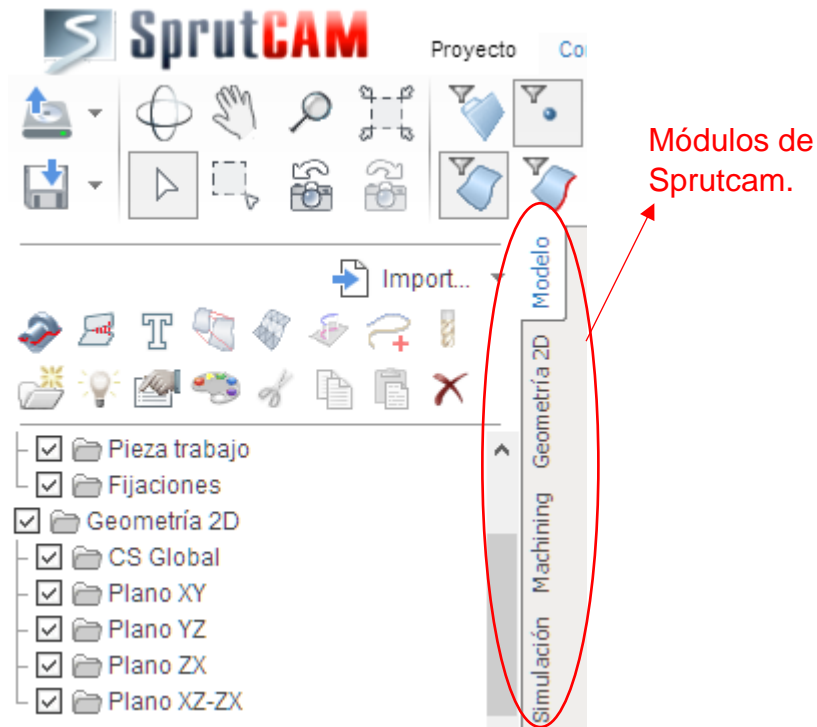 SprutCAM
Proyecto
Módulos de
Sprutcam.
Import...
Modelo
Geometría 2D
Machining
Simulación
Pieza trabajo
Fijaciones
Geometría 2D
CS Global
Plano XY
Plano YZ
Plano ZX
Plano XZ-ZX